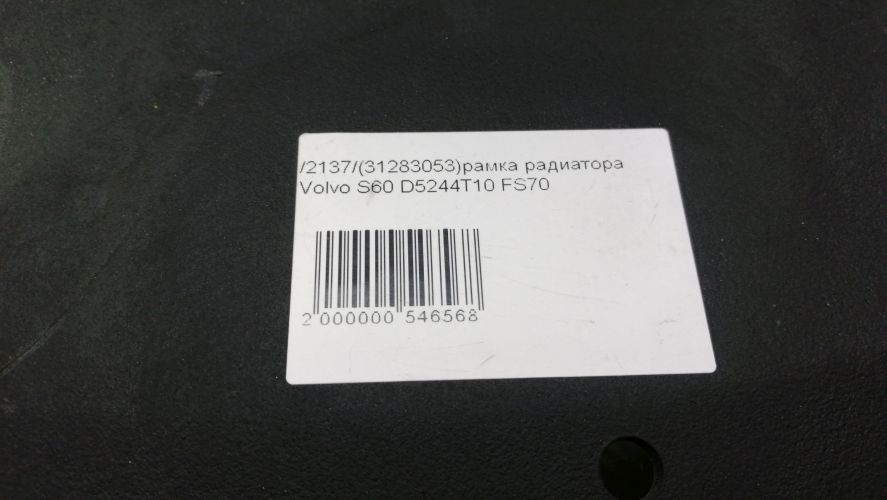 /2137/(31283053)рамка радиатора
Volvo S60 D5244T10 FS70
2 000000 546568